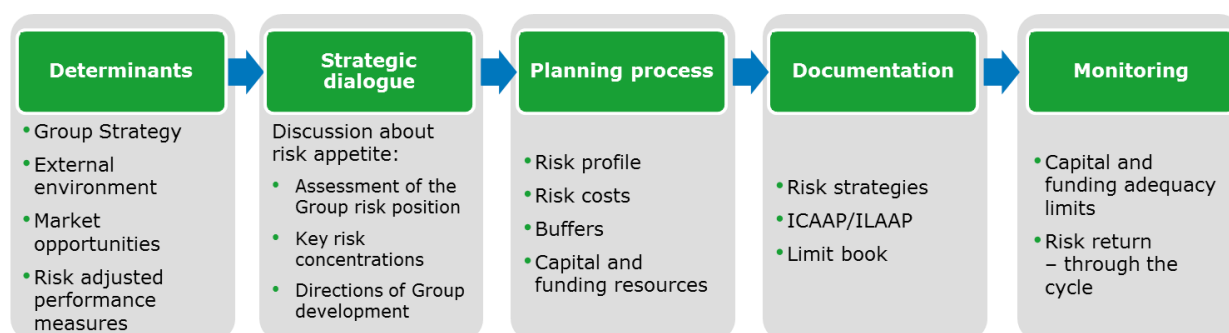 Determinants
• Group Strategy
• External
environment
• Market
opportunities
• Risk adjusted
performance
measures
Strategic
dialogue
Discussion about
risk appetite:
• Assessment of the
Group risk position
• Key risk
concentrations
• Directions of Group
development
Planning process
• Risk profile
• Risk costs
• Buffers
• Capital and
funding resources
Documentation
• Risk strategies
• ICAAP/ILAAP
• Limit book
Monitoring
• Capital and
funding adequacy
limits
• Risk return
– through the
cycle